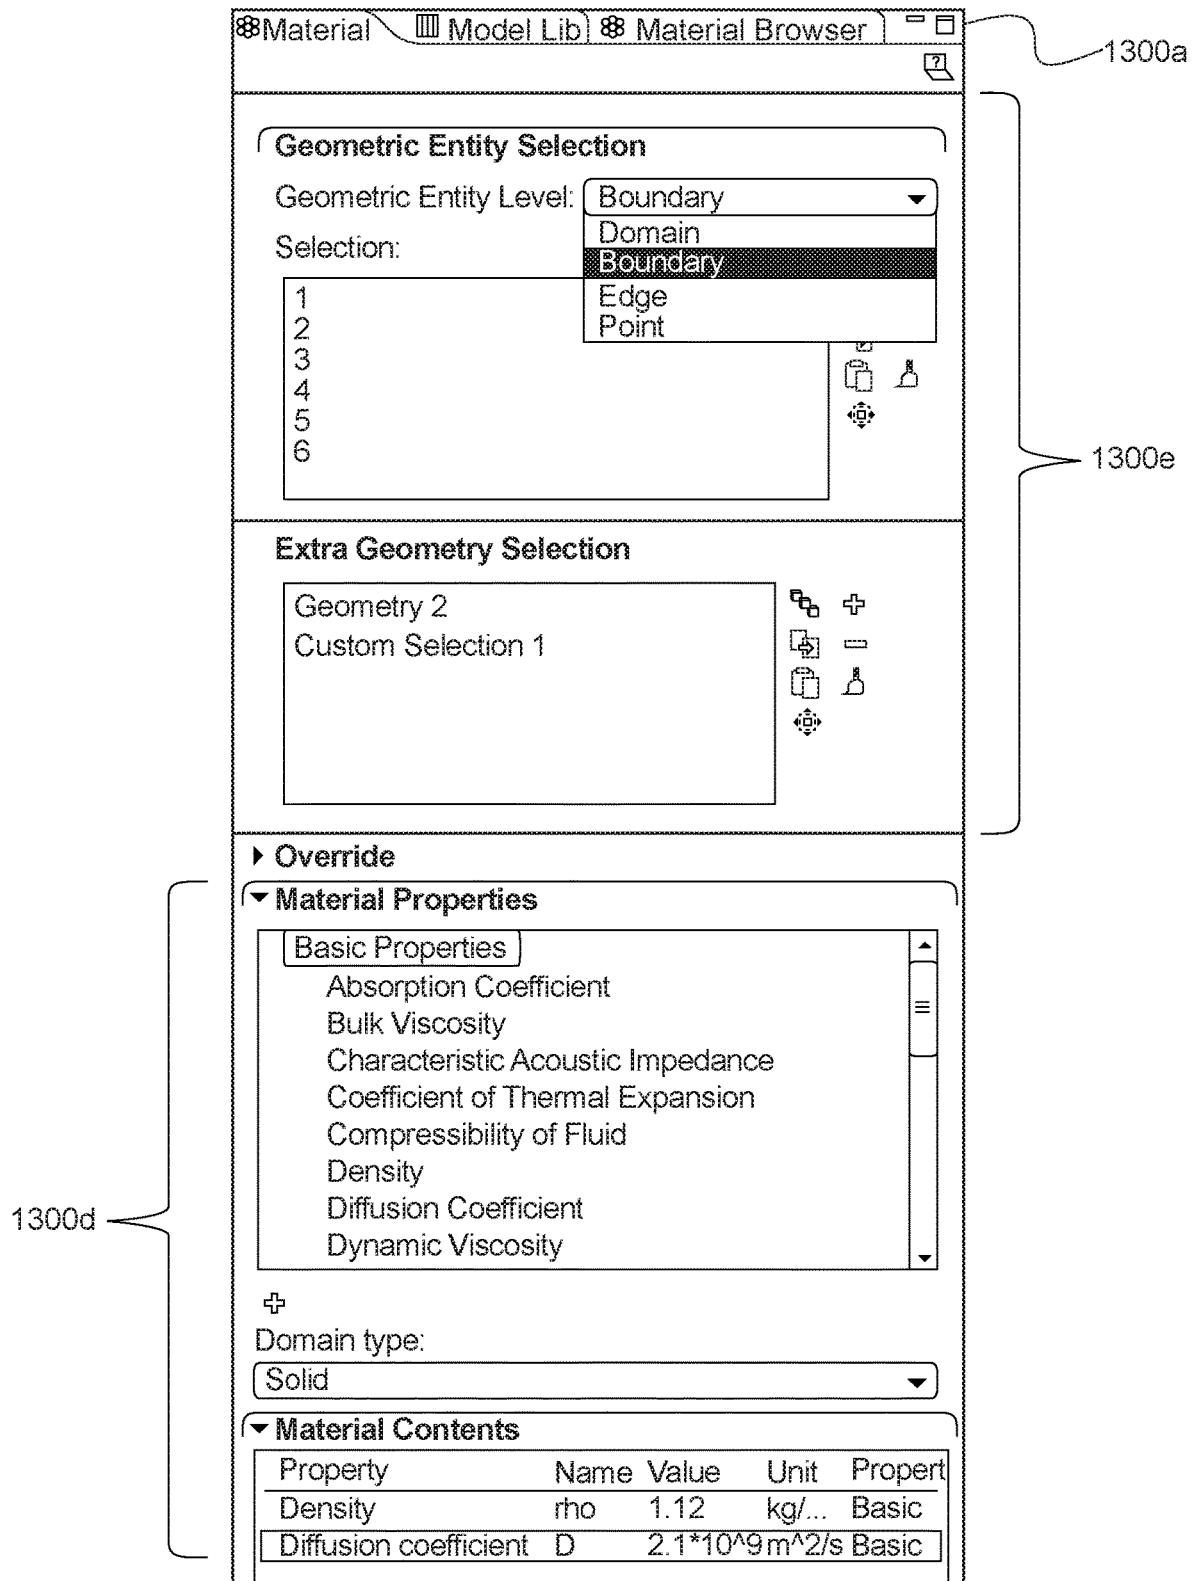 Material Model Lib Material Browser
1300a
Geometric Entity Selection
Geometric Entity Level: Boundary
Domain
Selection:
Boundary
Edge
Point
1
2
3
4
5
6
1300e
Extra Geometry Selection
Geometry 2
Custom Selection 1
Override
Material Properties
Basic Properties
Absorption Coefficient
Bulk Viscosity
Characteristic Acoustic Impedance
Coefficient of Thermal Expansion
Compressibility of Fluid
Density
Diffusion Coefficient
Dynamic Viscosity
1300d
Domain type:
Solid
Material Contents
Property Name Value Unit Propert
Density rho 1.12 kg/... Basic
Diffusion coefficient D 2.1*10^9 m^2/s Basic